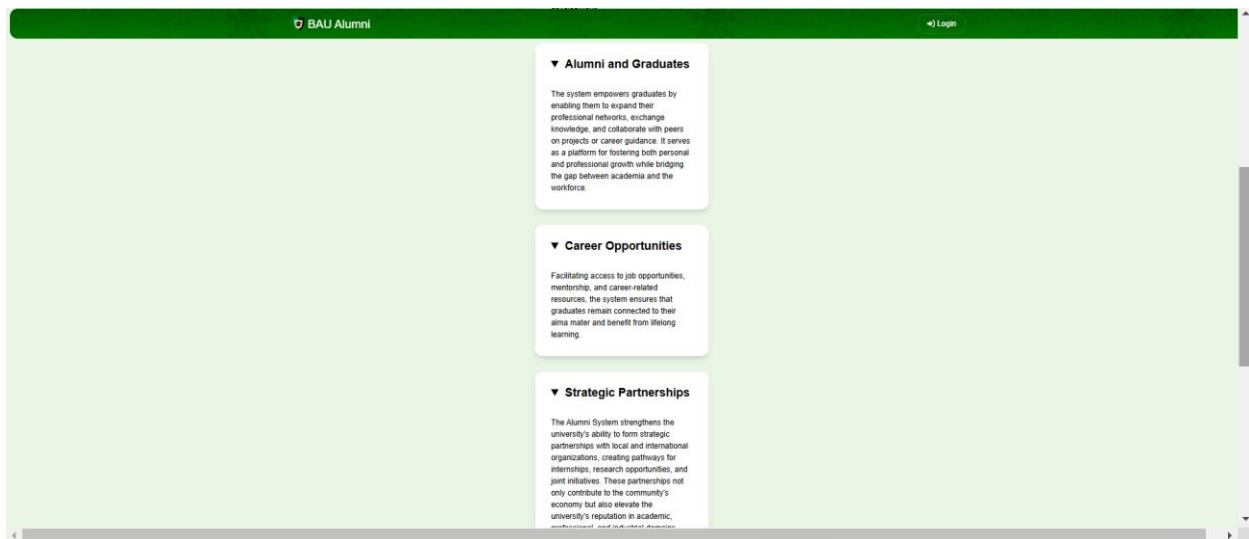 BAU Alumni
Login
Alumni and Graduates
The system empowers graduates by
enabling them to expand their
professional networks, exchange
knowledge, and collaborate with peers
on projects or career guidance. It serves
as a platform for fostering both personal
and professional growth while bridging
the gap between academia and the
workforce.
Career Opportunities
Facilitating access to job opportunities,
mentorship, and career-related
resources, the system ensures that
graduates remain connected to their
alma mater and benefit from lifelong
learning.
Strategic Partnerships
The Alumni System strengthens the
university's ability to form strategic
partnerships with local and international
organizations, creating pathways for
internships, research opportunities, and
joint initiatives. These partnerships not
only contribute to the community's
economy but also elevate the
university's reputation in academic,
professional, and industrial domains